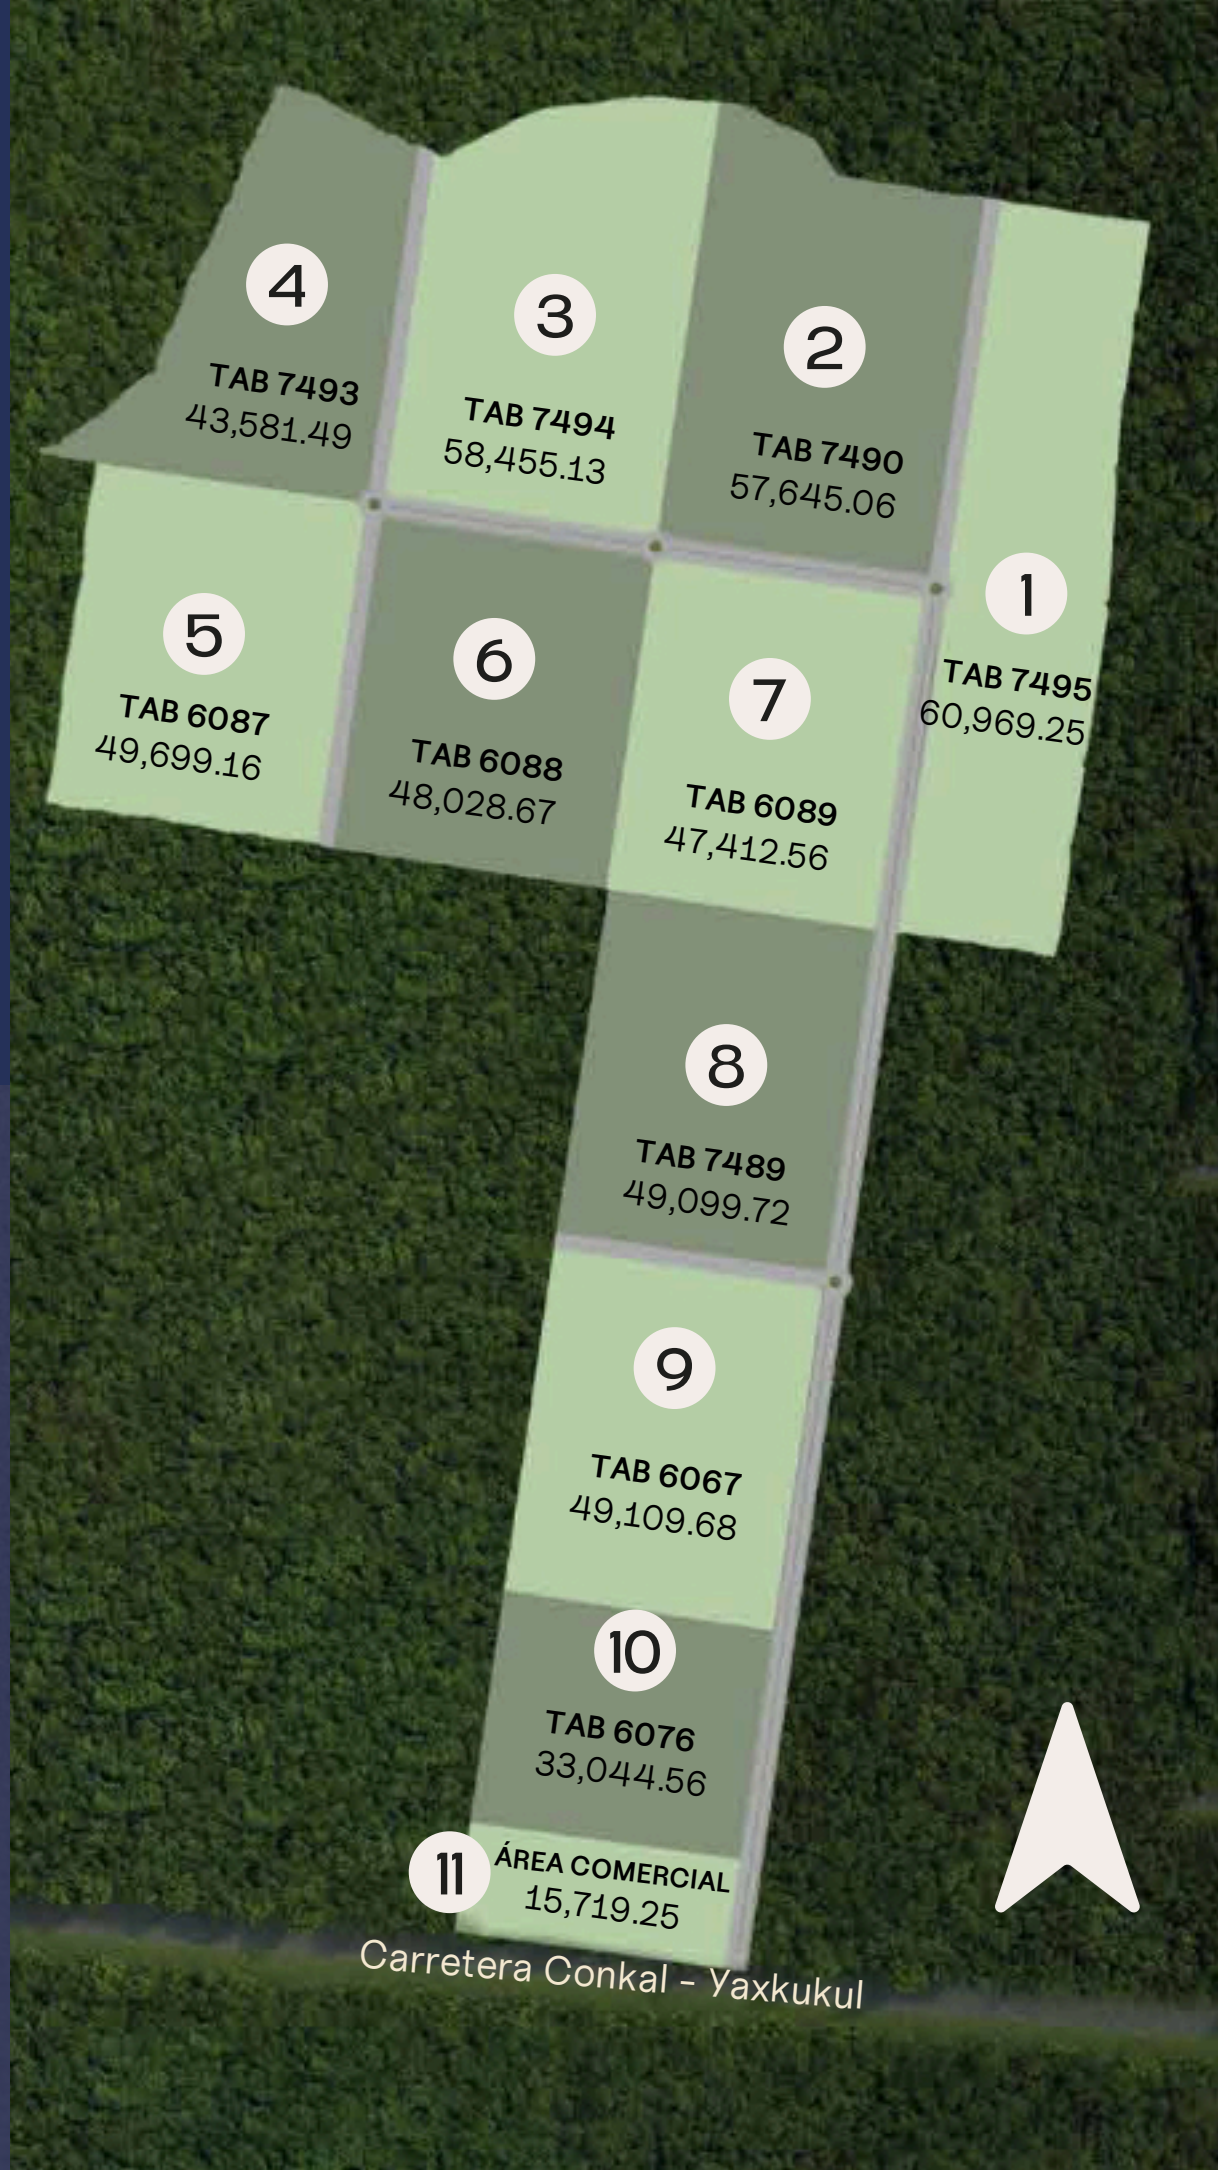 4
TAB 7493
43,581.49
3
TAB 7494
58,455.13
2
TAB 7490
57,645.06
1
TAB 7495
60,969.25
5
TAB 6087
49,699.16
6
TAB 6088
48,028.67
7
TAB 6089
47,412.56
8
TAB 7489
49,099.72
9
TAB 6067
49,109.68
10
TAB 6076
33,044.56
11
ÁREA COMERCIAL
15,719.25
Carretera Conkal - Yaxkukul